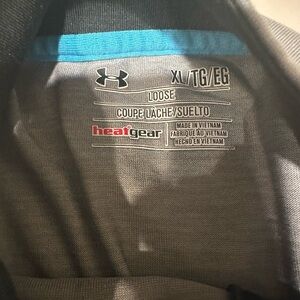 XL/TG/EG
LOOSE
COUPE LACHE/SUELTO
heatgear
MADE IN VIETNAM
FABRIQUÉ AU VIETNAM
HECHO EN VIETNAM